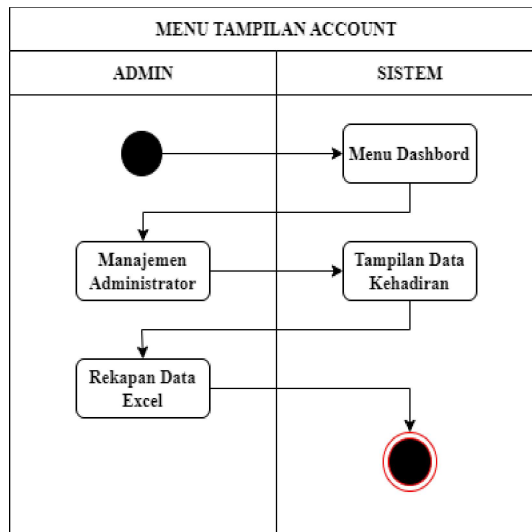 MENU TAMPILAN ACCOUNT
ADMIN
SISTEM
Menu Dashbord
Manajemen
Administrator
Tampilan Data
Kehadiran
Rekapan Data
Excel